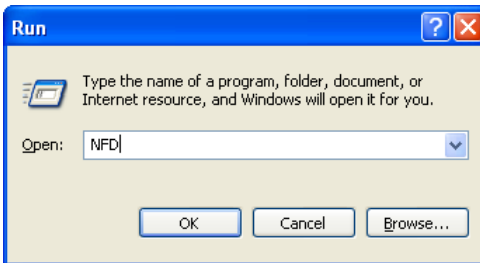 Run
Type the name of a program, folder, document, or
Internet resource, and Windows will open it for you.
Open: NFD
OK Cancel Browse...